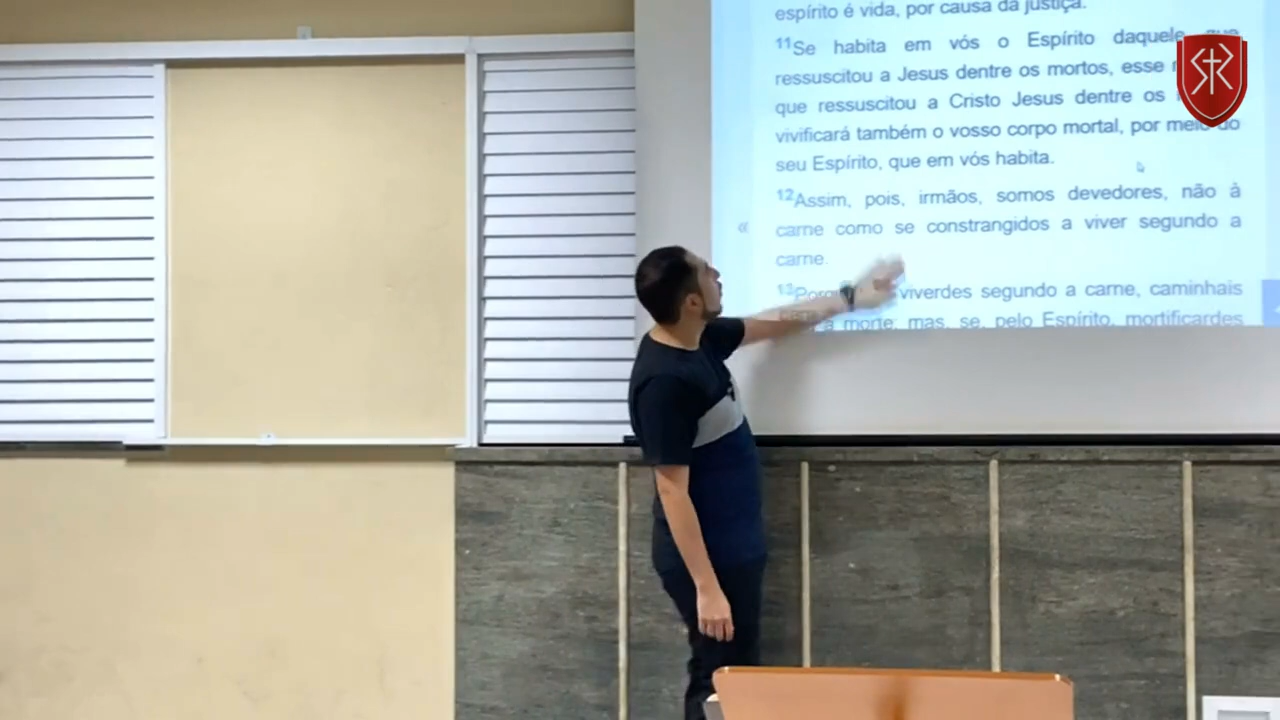 espírito é vida, por causa da justiça.
11Se habita em vós o Espírito daquele que
ressuscitou a Jesus dentre os mortos, esse
que ressuscitou a Cristo Jesus dentre os
vivificará também o vosso corpo mortal, por meio do
seu Espírito, que em vós habita.
12Assim, pois, irmãos, somos devedores, não à
carne como se constrangidos a viver segundo a
carne.
13 viverdes segundo a carne, caminhais
a morte; mas, se, pelo Espírito, mortificardes